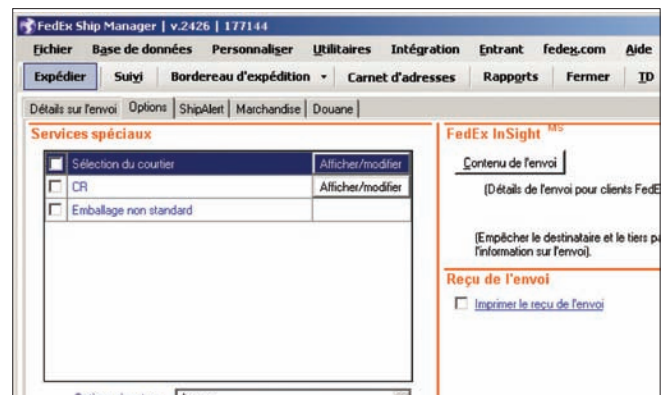 FedEx Ship Manager | v.2426 | 177144
Fichier Base de données Personnaliser Utilitaires Intégration Entrant fedex.com Aide
Expédier Suivi Bordereau d'expédition Carnet d'adresses Rapports Fermer TD
Détails sur l'envoi Options ShipAlert Marchandise Douane
Services spéciaux
Sélection du courtier Afficher/modifier
CR Afficher/modifier
Emballage non standard
FedEx InSight MS
Contenu de l'envoi
(Détails de l'envoi pour clients FedE
(Empêcher le destinataire et le tiers pa
l'information sur l'envoi).
Reçu de l'envoi
Imprimer le reçu de l'envoi